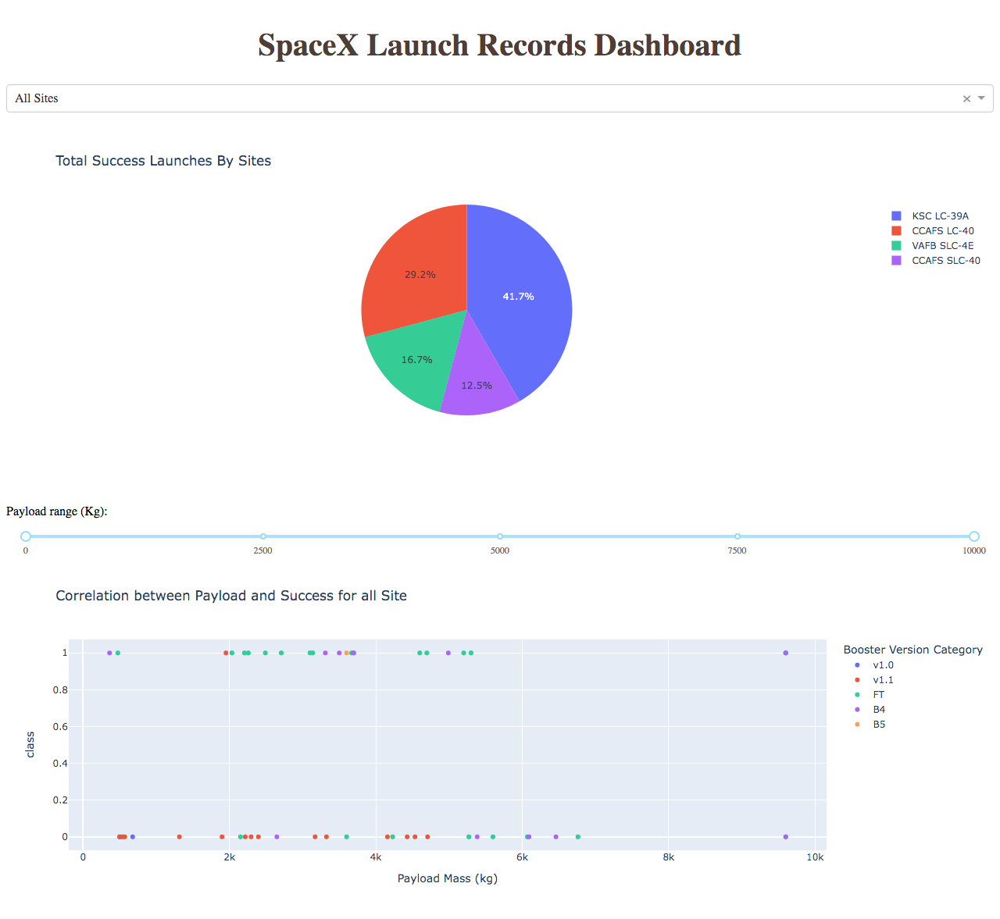 SpaceX Launch Records Dashboard
All Sites
Total Success Launches By Sites
KSC LC-39A
CCAFS LC-40
VAFB SLC-4E
CCAFS SLC-40
29.2%
41.7%
16.7%
12.5%
Payload range (Kg):
0 2500 5000 7500 10000
Correlation between Payload and Success for all Site
Booster Version Category
v1.0
v1.1
FT
B4
B5
class
1
0.8
0.6
0.4
0.2
0
0 2k 4k 6k 8k 10k
Payload Mass (kg)